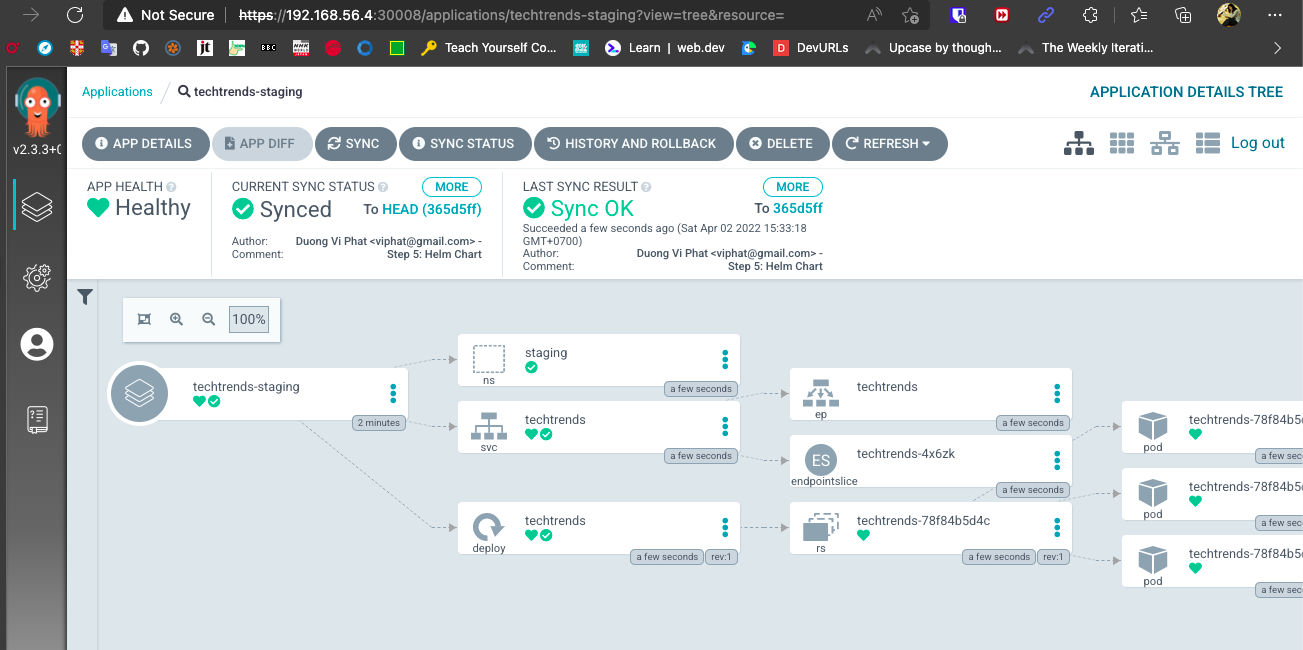 Not Secure
https://192.168.56.4:30008/applications/techtrends-staging?view=tree&resource=
A))
jt
BBC
NHK
Teach Yourself Co...
Learn | web.dev
D DevURLs
Upcase by though...
The Weekly Iterati...
Applications
techtrends-staging
APPLICATION DETAILS TREE
v2.3.3+0
APP DETAILS
APP DIFF
SYNC
SYNC STATUS
HISTORY AND ROLLBACK
DELETE
REFRESH
Log out
APP HEALTH
Healthy
CURRENT SYNC STATUS
MORE
Synced
To HEAD (365d5ff)
Author: Duong Vi Phat <viphat@gmail.com> -
Comment: Step 5: Helm Chart
LAST SYNC RESULT
MORE
Sync OK
To 365d5ff
Succeeded a few seconds ago (Sat Apr 02 2022 15:33:18
GMT+0700)
Author: Duong Vi Phat <viphat@gmail.com> -
Comment: Step 5: Helm Chart
100%
techtrends-staging
2 minutes
staging
ns
a few seconds
techtrends
svc
a few seconds
techtrends
deploy
a few seconds
rev:1
techtrends
ep
a few seconds
ES
techtrends-4x6zk
endpointslice
a few seconds
techtrends-78f84b5d4c
rs
a few seconds
rev:1
techtrends-78f84b5
pod
a few sec
techtrends-78f84b5
pod
a few sec
techtrends-78f84b5
pod
a few sec